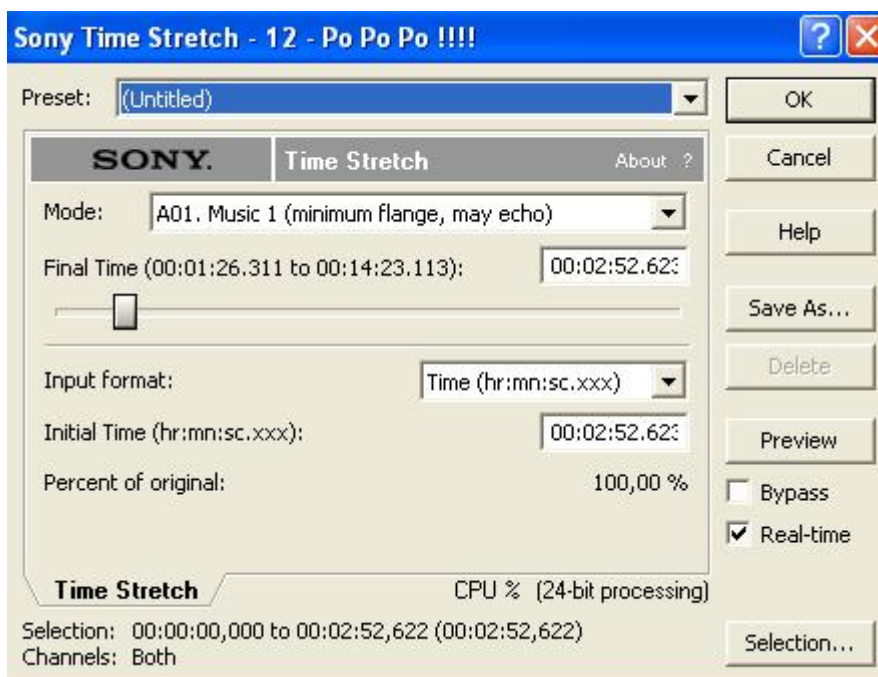 Sony Time Stretch - 12 - Po Po Po !!!!
Preset: (Untitled)
OK
SONY. Time Stretch About ?
Cancel
Mode: A01. Music 1 (minimum flange, may echo)
Help
Final Time (00:01:26.311 to 00:14:23.113): 00:02:52.623
Save As...
Delete
Input format: Time (hr:mn:sc.xxx)
Initial Time (hr:mn:sc.xxx): 00:02:52.623
Preview
Percent of original: 100,00 %
Bypass
Real-time
Time Stretch CPU % (24-bit processing)
Selection: 00:00:00,000 to 00:02:52,622 (00:02:52,622)
Channels: Both
Selection...